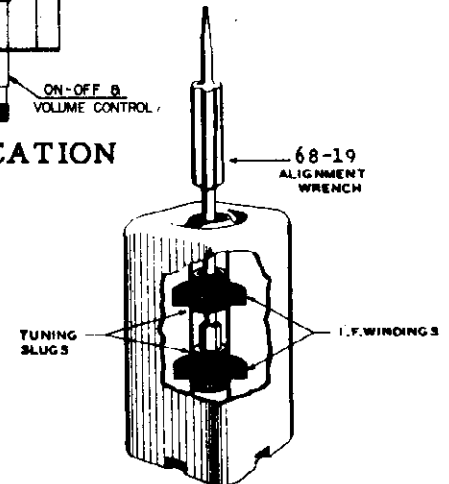 ON-OFF &
VOLUME CONTROL
CATION
68-19
ALIGNMENT
WRENCH
TUNING
SLUGS
I.F. WINDINGS